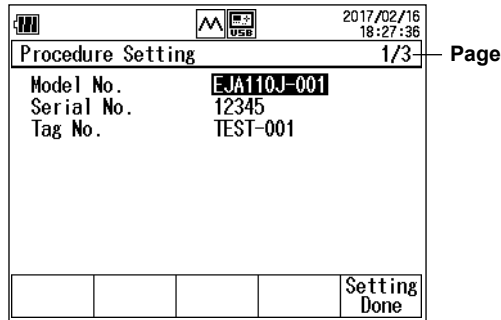 2017/02/16
USB 18:27:36
Procedure Setting 1/3 Page
Model No. EJA110J-001
Serial No. 12345
Tag No. TEST-001
Setting
Done